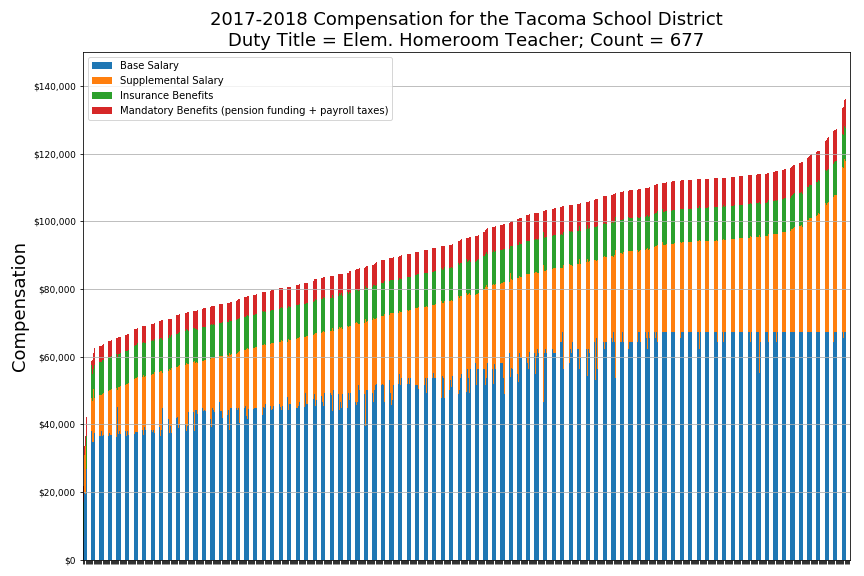 2017-2018 Compensation for the Tacoma School District
Duty Title = Elem. Homeroom Teacher; Count = 677
Base Salary
Supplemental Salary
Insurance Benefits
Mandatory Benefits (pension funding + payroll taxes)
$140,000
$120,000
$100,000
$80,000
$60,000
$40,000
$20,000
$0
Compensation